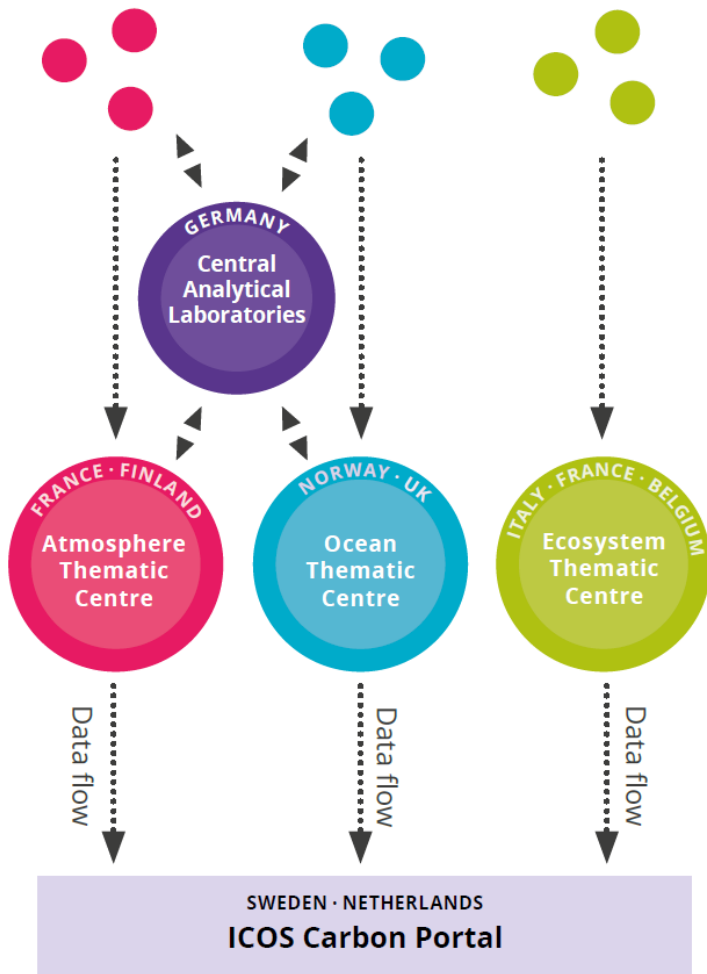 GERMANY
Central
Analytical
Laboratories
FRANCE · FINLAND
Atmosphere
Thematic
Centre
NORWAY · UK
Ocean
Thematic
Centre
ITALY · FRANCE · BELGIUM
Ecosystem
Thematic
Centre
Data flow
Data flow
Data flow
SWEDEN · NETHERLANDS
ICOS Carbon Portal